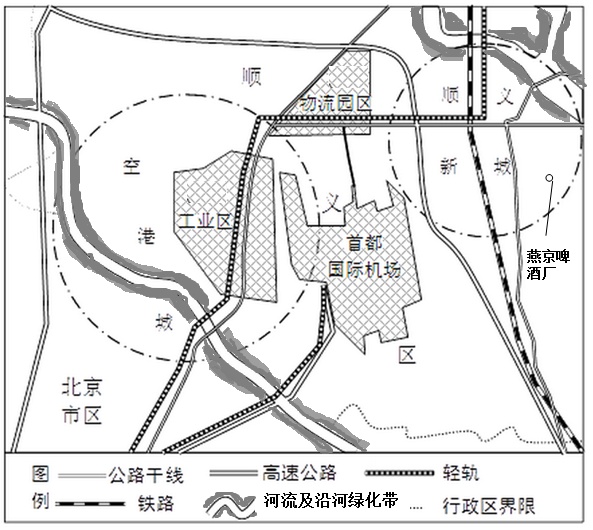 顺
物流园区
顺
义
空
新
城
工业区
义
燕京啤
酒厂
港
首都
国际机场
城
区
北京
市区
图
例
公路干线
高速公路
轻轨
铁路
河流及沿河绿化带
行政区界限